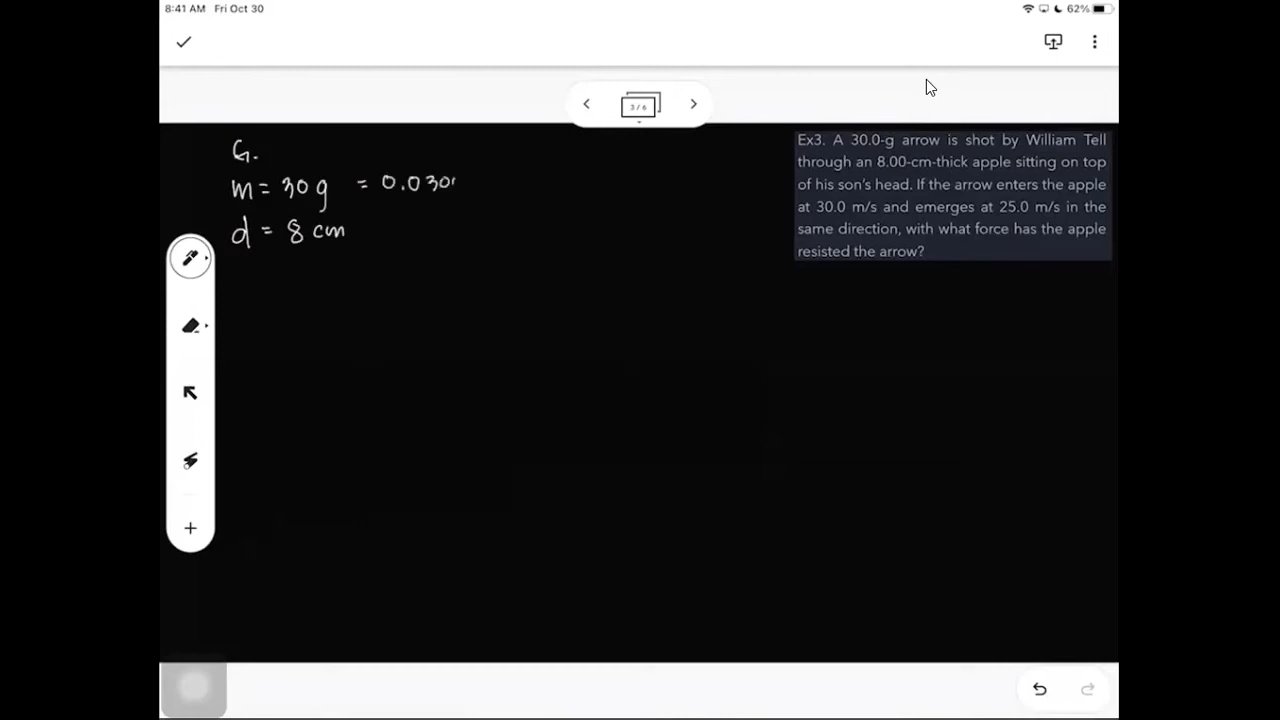 8:41 AM Fri Oct 30
62%
3 / 6
G.
m = 30 g = 0.030
d = 8 cm
Ex3. A 30.0-g arrow is shot by William Tell
through an 8.00-cm-thick apple sitting on top
of his son's head. If the arrow enters the apple
at 30.0 m/s and emerges at 25.0 m/s in the
same direction, with what force has the apple
resisted the arrow?